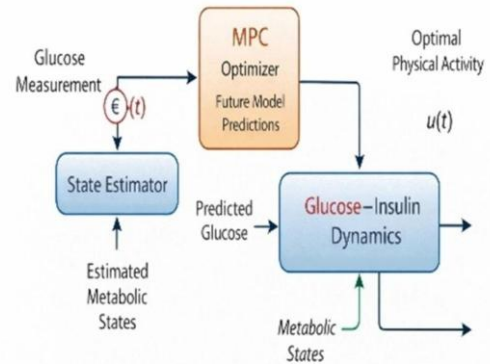 Glucose
Measurement
€(t)
State Estimator
Estimated
Metabolic
States
MPC
Optimizer
Future Model
Predictions
Optimal
Physical Activity
u(t)
Predicted
Glucose
Glucose–Insulin
Dynamics
Metabolic
States